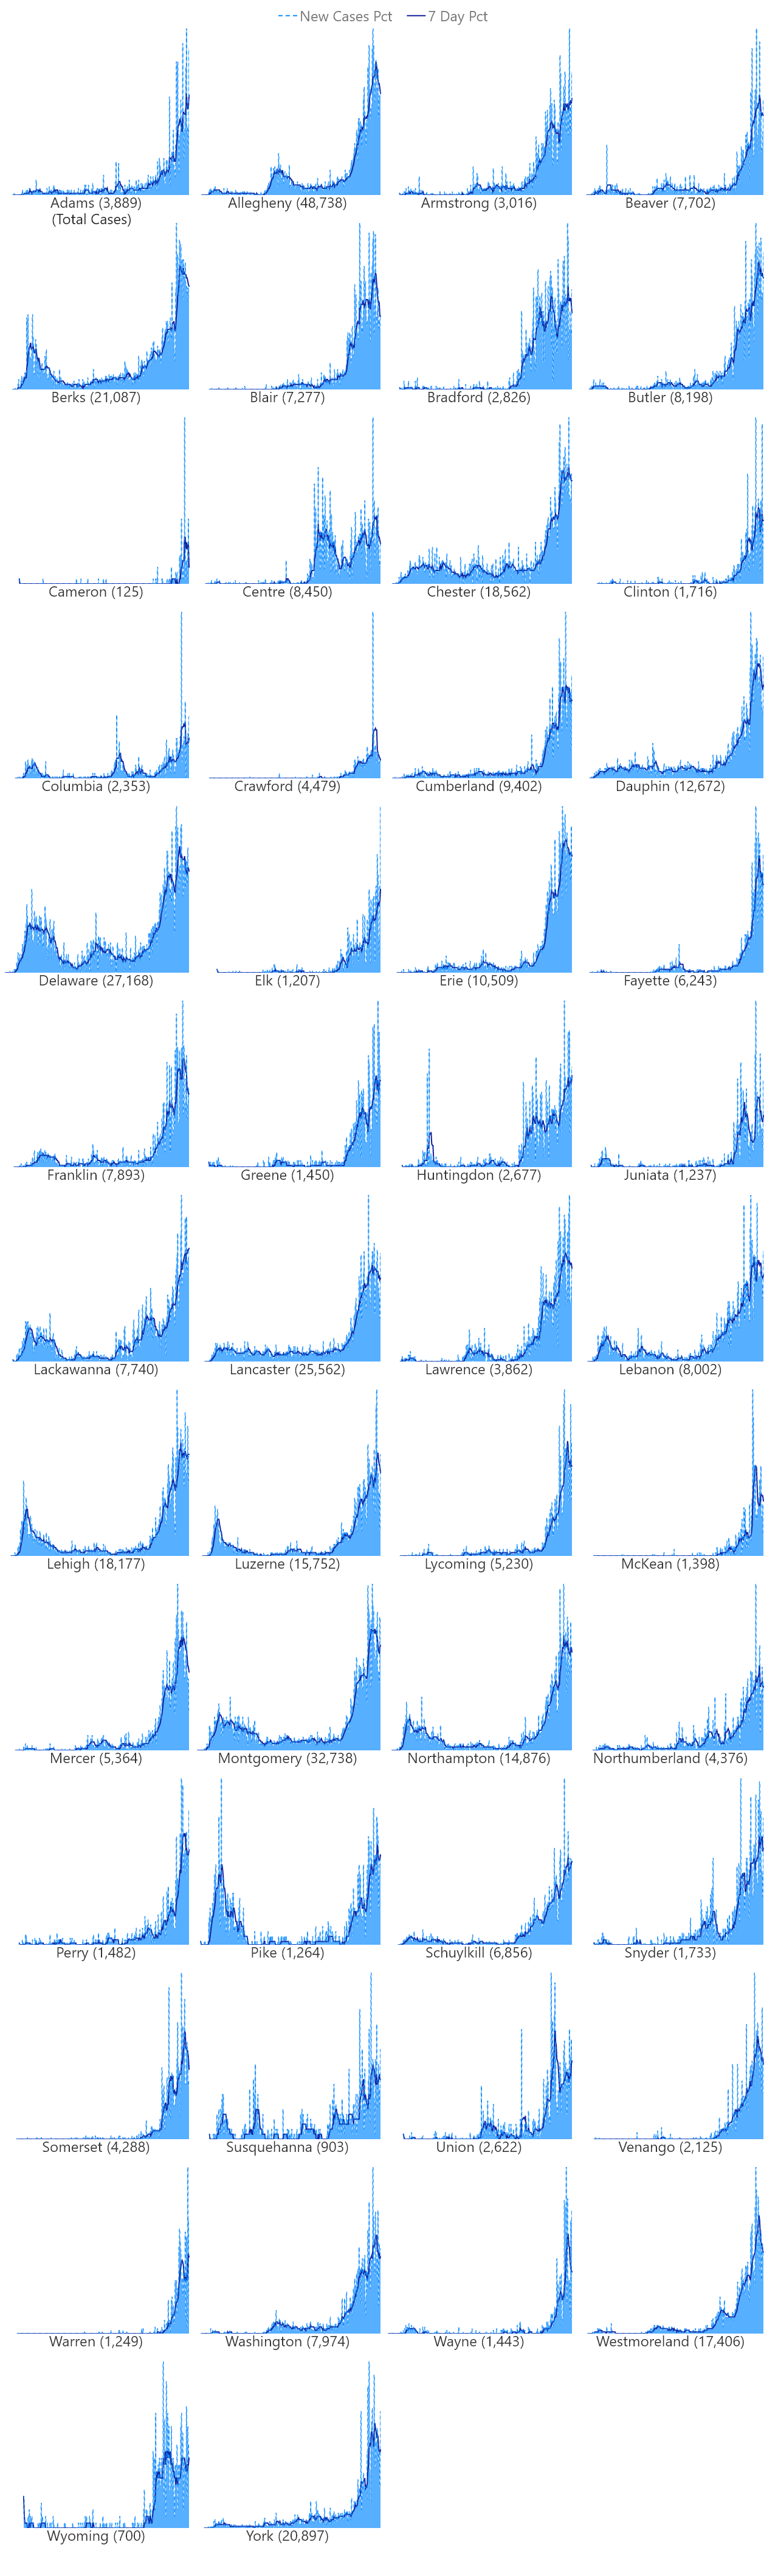 New Cases Pct 7 Day Pct
Adams (3,889) Allegheny (48,738) Armstrong (3,016) Beaver (7,702)
(Total Cases)
Berks (21,087) Blair (7,277) Bradford (2,826) Butler (8,198)
Cameron (125) Centre (8,450) Chester (18,562) Clinton (1,716)
Columbia (2,353) Crawford (4,479) Cumberland (9,402) Dauphin (12,672)
Delaware (27,168) Elk (1,207) Erie (10,509) Fayette (6,243)
Franklin (7,893) Greene (1,450) Huntingdon (2,677) Juniata (1,237)
Lackawanna (7,740) Lancaster (25,562) Lawrence (3,862) Lebanon (8,002)
Lehigh (18,177) Luzerne (15,752) Lycoming (5,230) McKean (1,398)
Mercer (5,364) Montgomery (32,738) Northampton (14,876) Northumberland (4,376)
Perry (1,482) Pike (1,264) Schuylkill (6,856) Snyder (1,733)
Somerset (4,288) Susquehanna (903) Union (2,622) Venango (2,125)
Warren (1,249) Washington (7,974) Wayne (1,443) Westmoreland (17,406)
Wyoming (700) York (20,897)